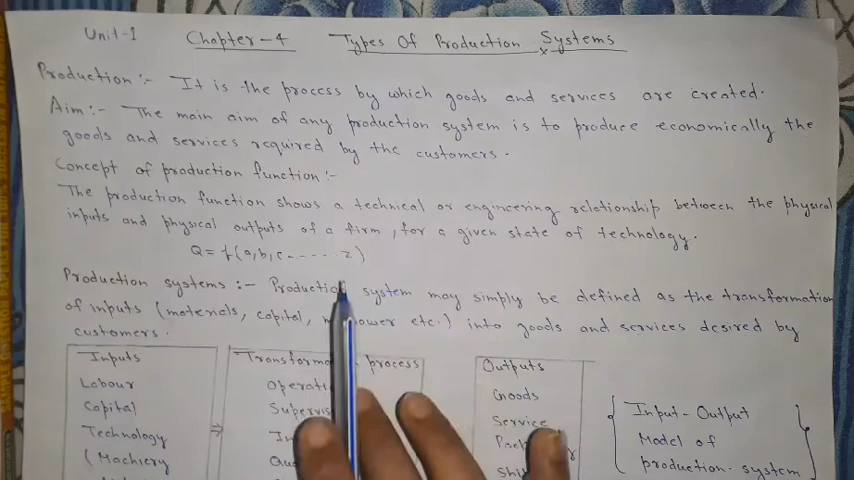 Unit-1 Chapter-4 Types Of Production Systems
Production:- It is the process by which goods and services are created.
Aim:- The main aim of any production system is to produce economically the
goods and services required by the customers.
Concept of production function:-
The production function shows a technical or engineering relationship between the physical
inputs and physical outputs of a firm, for a given state of technology.
Q = f(a,b,c------z)
Production systems:- Production system may simply be defined as the transformation
of inputs (materials, capital, power etc.) into goods and services desired by
customers.
Inputs
Labour
Capital
Technology
(Machiery
Transforma process
Operati
Supervis
Outputs
Goods
Service
Input-Output
Model of
production-system